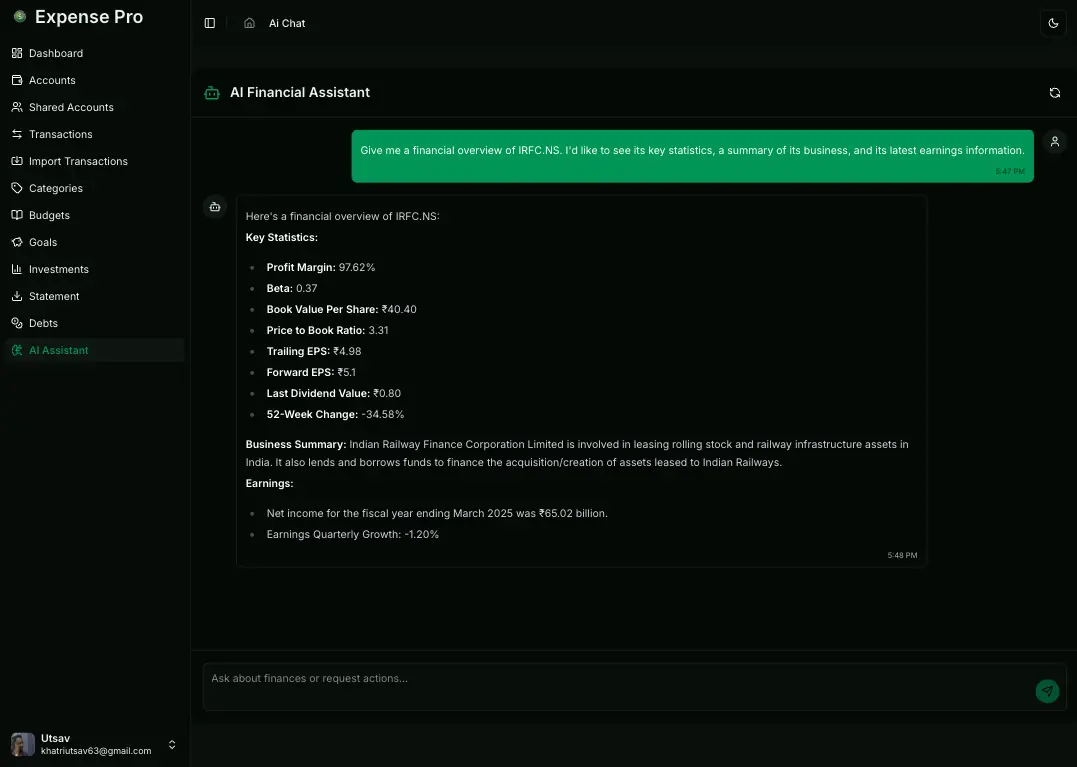 Expense Pro
Dashboard
Accounts
Shared Accounts
Transactions
Import Transactions
Categories
Budgets
Goals
Investments
Statement
Debts
AI Assistant
Utsav
khatriutsav63@gmail.com
Ai Chat
AI Financial Assistant
Give me a financial overview of IRFC.NS. I'd like to see its key statistics, a summary of its business, and its latest earnings information.
5:47 PM
Here's a financial overview of IRFC.NS:
Key Statistics:
Profit Margin: 97.62%
Beta: 0.37
Book Value Per Share: ₹40.40
Price to Book Ratio: 3.31
Trailing EPS: ₹4.98
Forward EPS: ₹5.1
Last Dividend Value: ₹0.80
52-Week Change: -34.58%
Business Summary: Indian Railway Finance Corporation Limited is involved in leasing rolling stock and railway infrastructure assets in
India. It also lends and borrows funds to finance the acquisition/creation of assets leased to Indian Railways.
Earnings:
Net income for the fiscal year ending March 2025 was ₹65.02 billion.
Earnings Quarterly Growth: -1.20%
5:48 PM
Ask about finances or request actions...